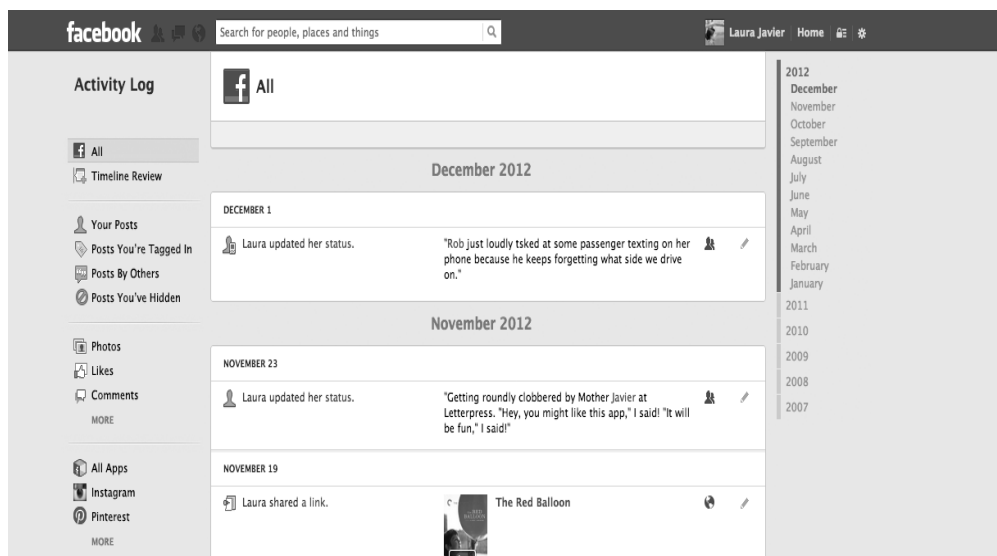 facebook
Search for people, places and things
Laura Javier
Home
Activity Log
All
Timeline Review
Your Posts
Posts You're Tagged In
Posts By Others
Posts You've Hidden
Photos
Likes
Comments
MORE
All Apps
Instagram
Pinterest
MORE
All
December 2012
DECEMBER 1
Laura updated her status.
"Rob just loudly tsked at some passenger texting on her
phone because he keeps forgetting what side we drive
on."
November 2012
NOVEMBER 23
Laura updated her status.
"Getting roundly clobbered by Mother Javier at
Letterpress. "Hey, you might like this app," I said! "It will
be fun," I said!"
NOVEMBER 19
Laura shared a link.
RED
BALLOON
The Red Balloon
2012
December
November
October
September
August
July
June
May
April
March
February
January
2011
2010
2009
2008
2007